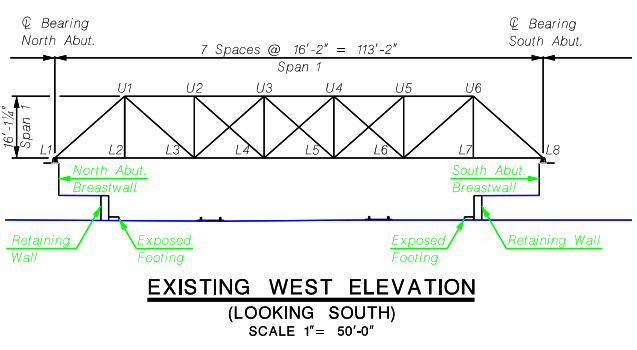 ℄ Bearing
North Abut.
℄ Bearing
South Abut.
7 Spaces @ 16'-2" = 113'-2"
Span 1
16'-1¼"
Span 1
U1 U2 U3 U4 U5 U6
L1 L2 L3 L4 L5 L6 L7 L8
North Abut.
Breastwall
South Abut.
Breastwall
Retaining
Wall
Exposed
Footing
Exposed
Footing
Retaining Wall
EXISTING WEST ELEVATION
(LOOKING SOUTH)
SCALE 1"= 50'-0"